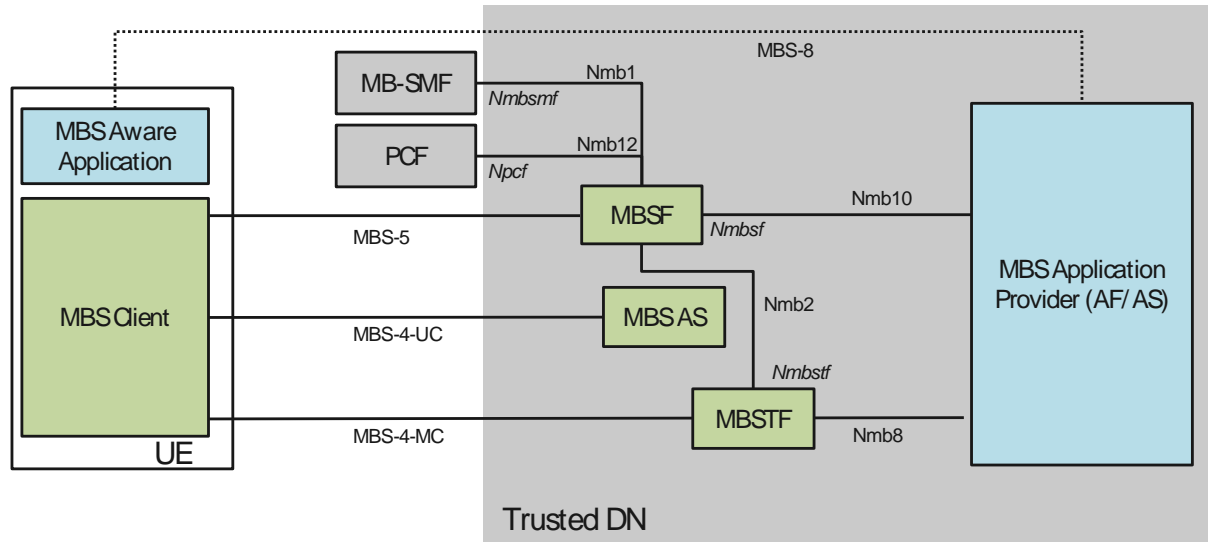 MBS-8
MB-SMF
Nmb1
Nmbsmf
MBS Aware
Application
PCF
Nmb12
Npcf
MBSF
Nmb10
Nmbsf
MBS-5
MBS Application
Provider (AF/AS)
MBS Client
MBS AS
Nmb2
MBS-4-UC
Nmbstf
MBSTF
MBS-4-MC
Nmb8
UE
Trusted DN